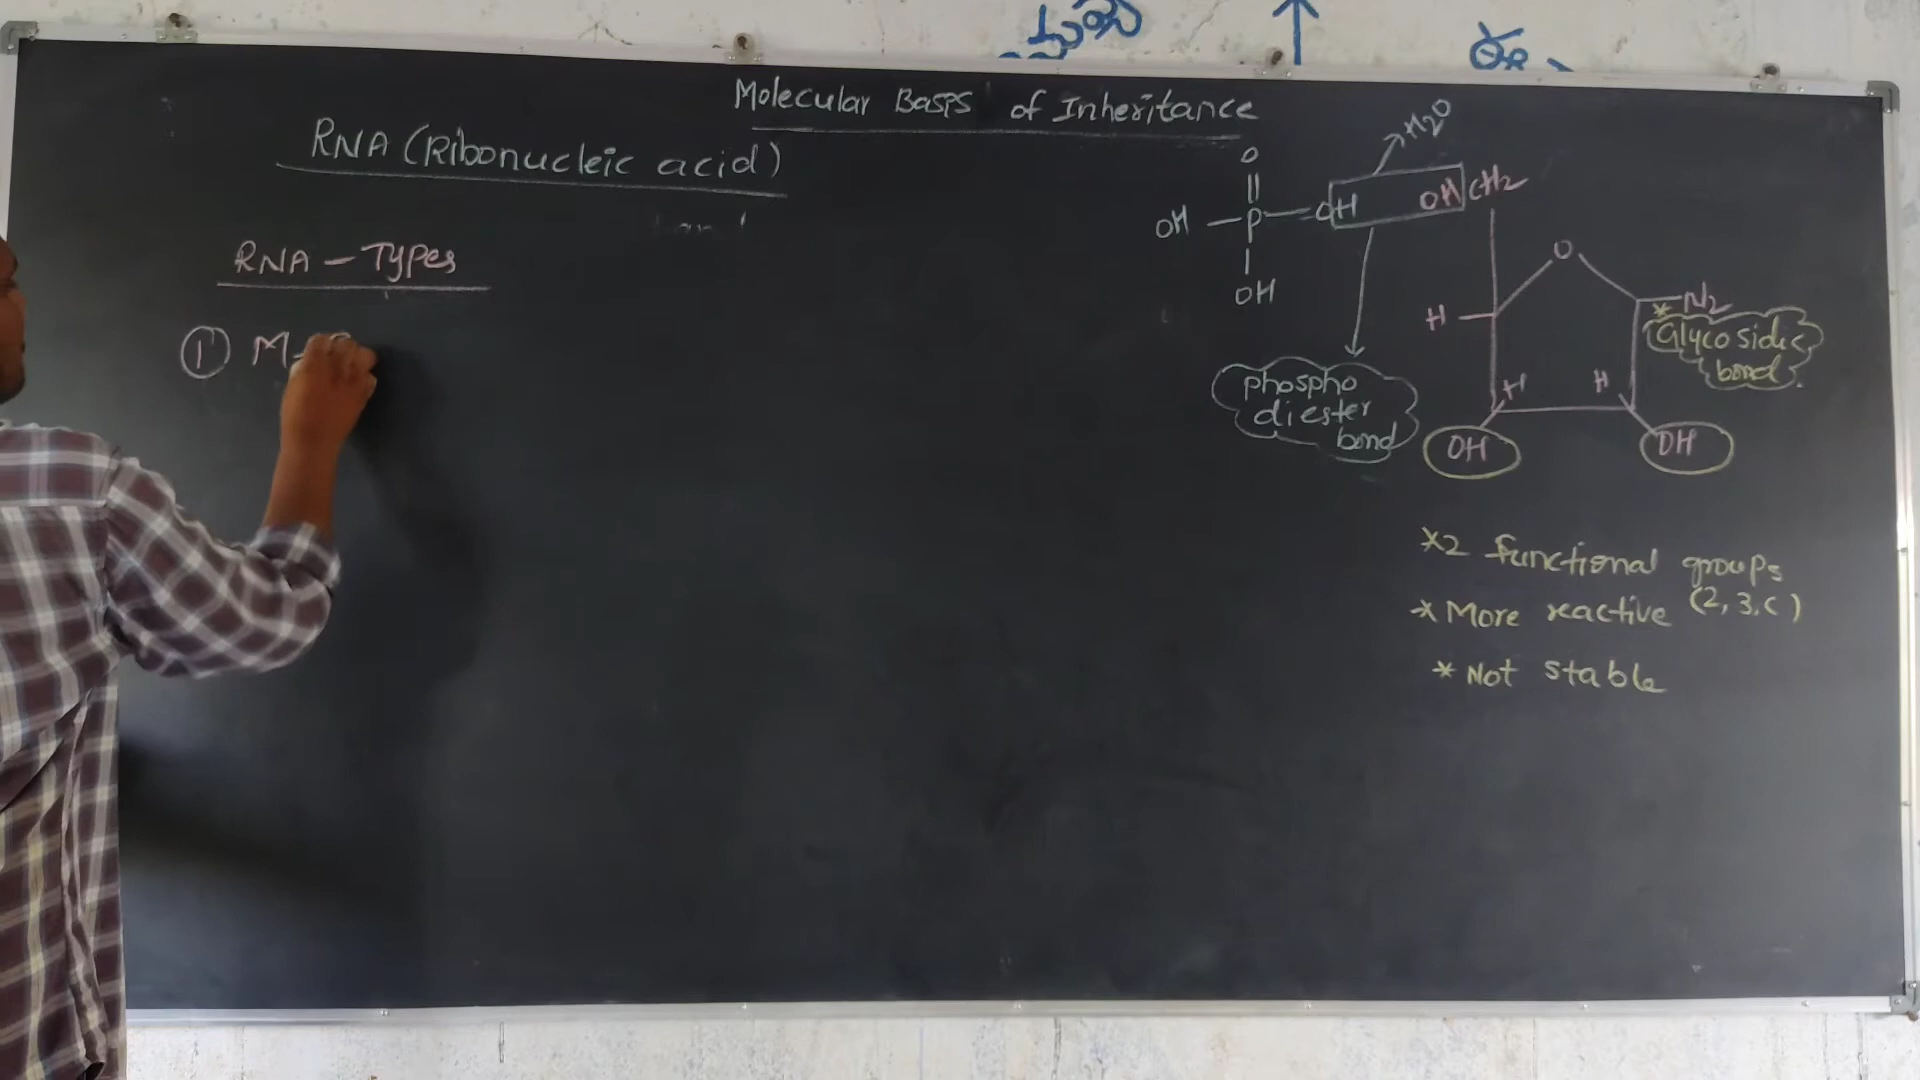 Molecular Basis of Inheritance
RNA (Ribonucleic acid)
RNA - Types
① M-
H2O
O
OH
P
OH
OH
CH2
OH
O
H
N2
* Glycosidic
bond.
H
H
OH
OH
phospho
diester
bond
*2 functional groups
(2, 3, C)
* More reactive
* Not stable